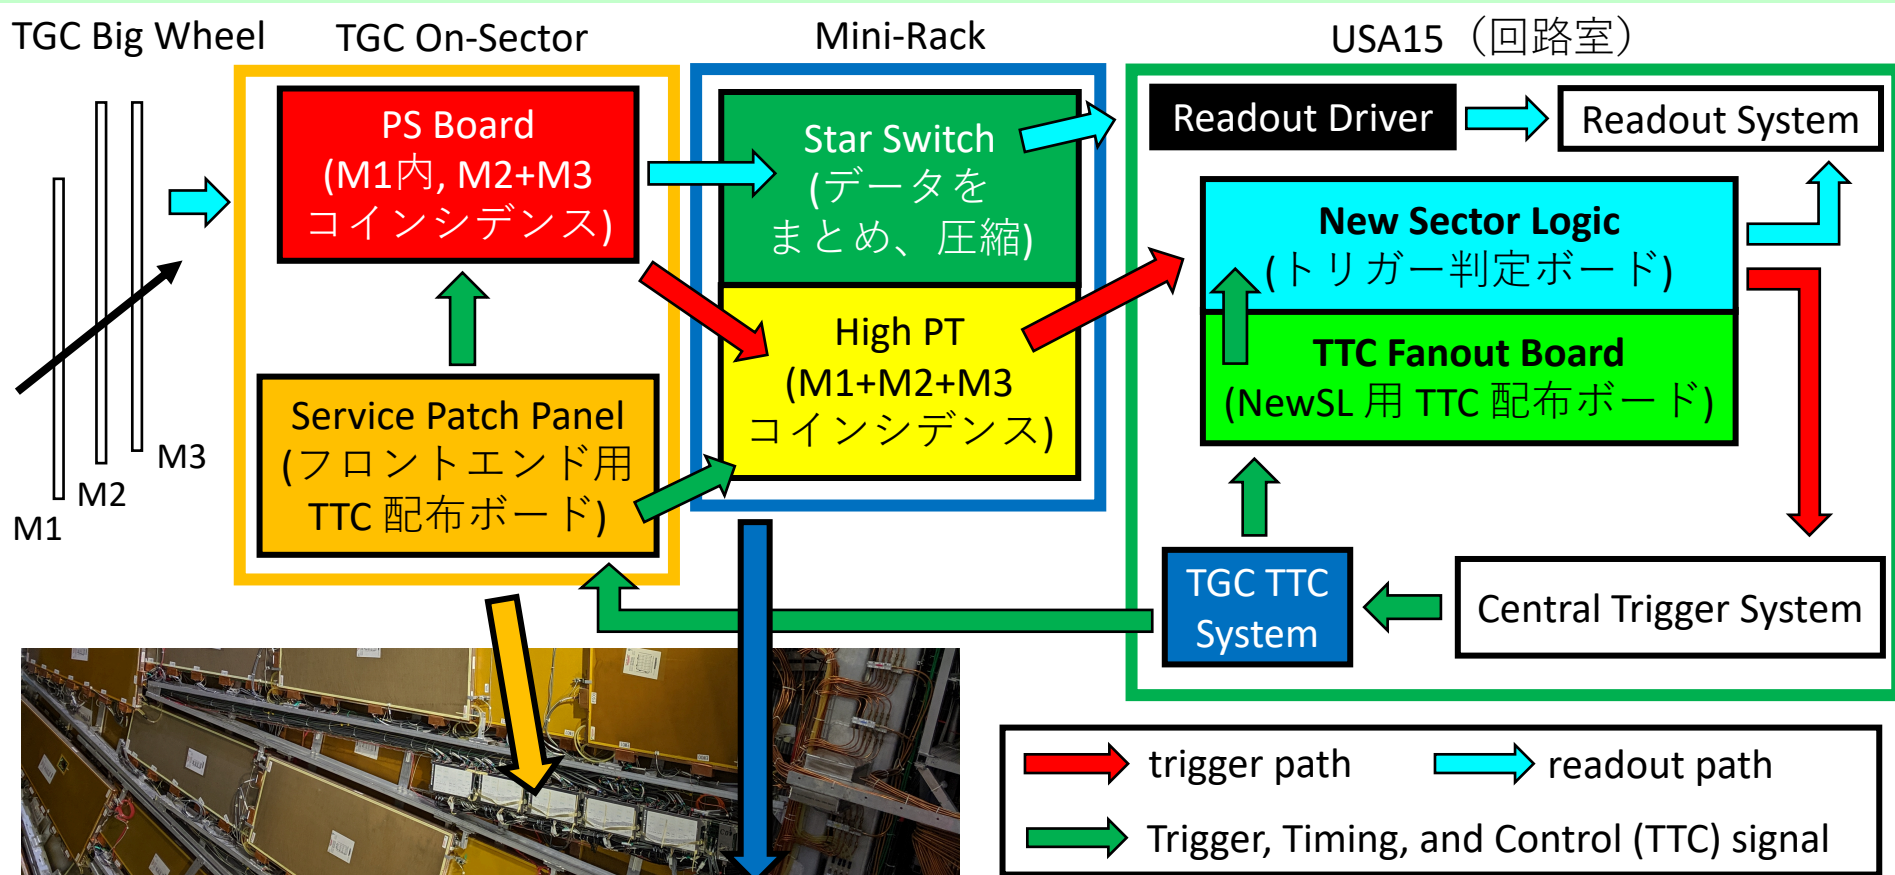 TGC Big Wheel
TGC On-Sector
Mini-Rack
USA15（回路室）
PS Board
(M1内, M2+M3
コインシデンス)
Star Switch
(データを
まとめ、圧縮)
Readout Driver
Readout System
New Sector Logic
(トリガー判定ボード)
High PT
(M1+M2+M3
コインシデンス)
TTC Fanout Board
(NewSL 用 TTC 配布ボード)
Service Patch Panel
(フロントエンド用
TTC 配布ボード)
M3
M2
M1
TGC TTC
System
Central Trigger System
trigger path
readout path
Trigger, Timing, and Control (TTC) signal